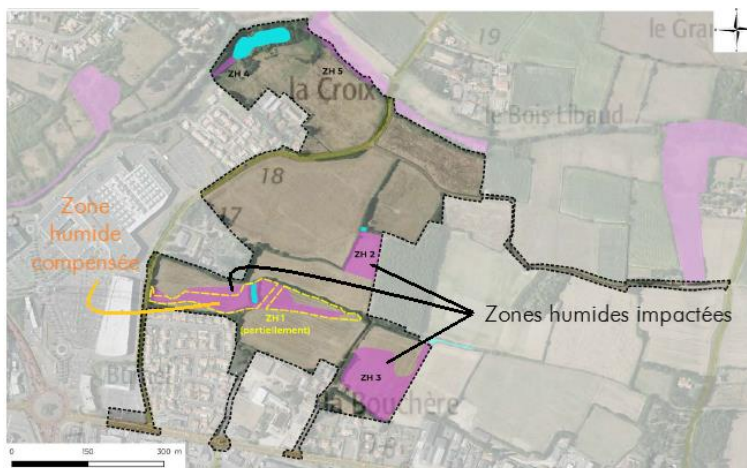 le Gra
19
ZH 4
ZH 5
la Croix
le Bois Libaud
18
17
Zone
humide
compensée
ZH 2
Zones humides impactées
ZH 1
(partiellement)
ZH 3
la Bouchère
0 150 300 m